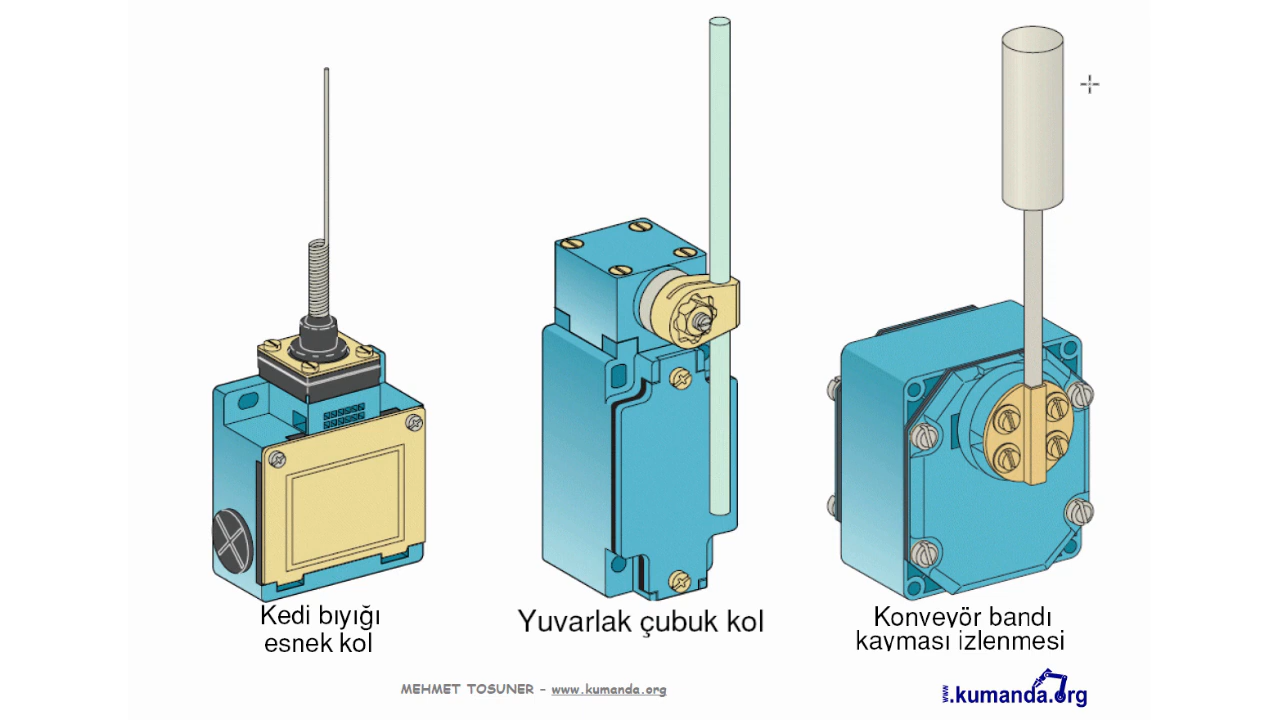 Kedi bıyığı
esnek kol
Yuvarlak çubuk kol
Konveyör bandı
kayması izlenmesi
MEHMET TOSUNER - www.kumanda.org
www.kumanda.org